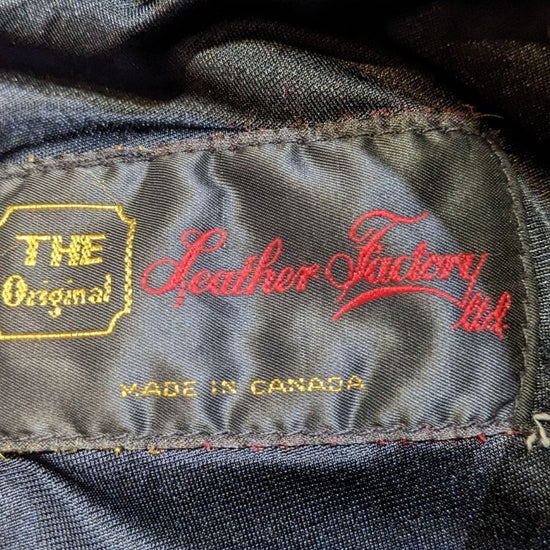 THE
Original
Leather Factory
Ltd.
MADE IN CANADA